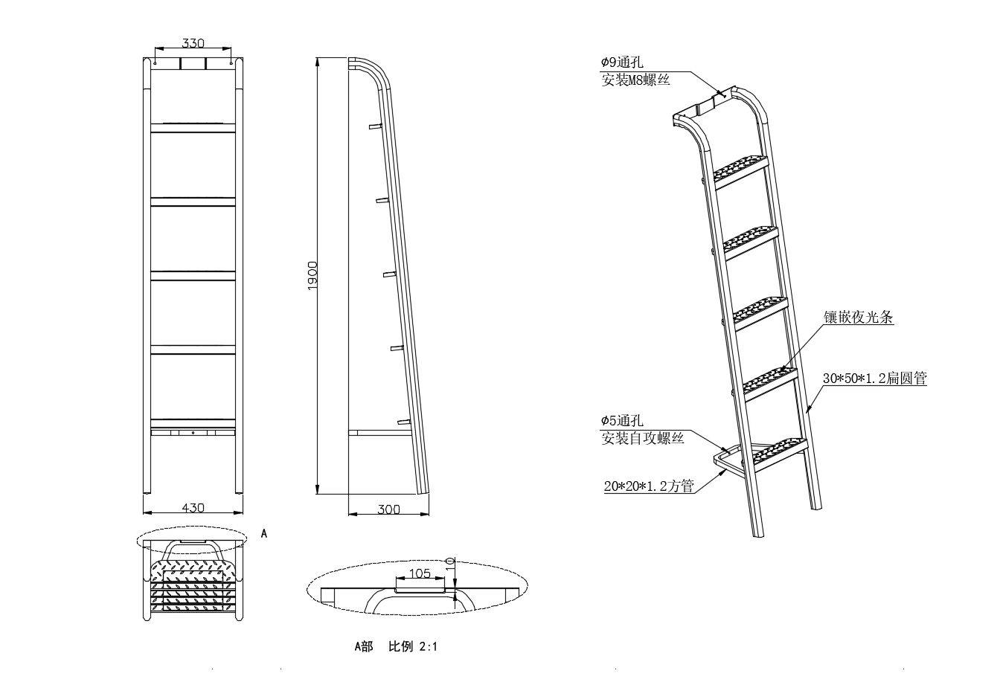 330
1900
430
300
A
105
10
A部 比例 2:1
Ø9通孔
安装M8螺丝
镶嵌夜光条
30*50*1.2扁圆管
Ø5通孔
安装自攻螺丝
20*20*1.2方管